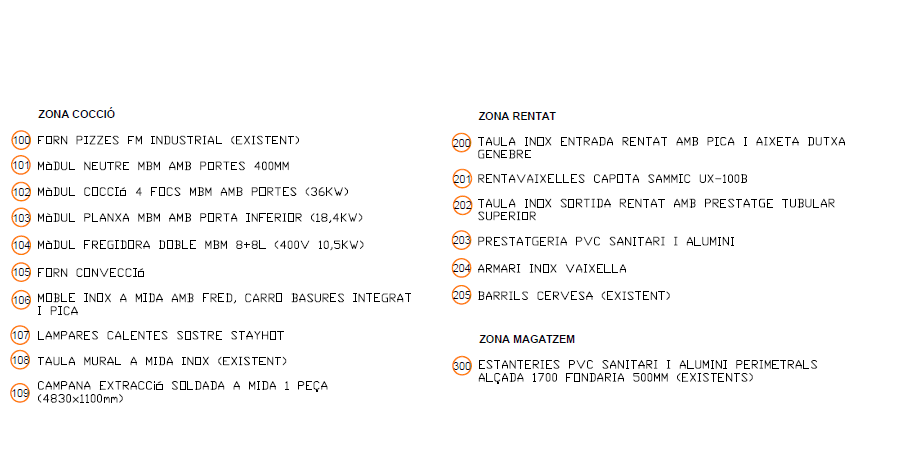 ZONA COCCIÓ
100 FORN PIZZES FM INDUSTRIAL (EXISTENT)
101 MòDUL NEUTRE MBM AMB PORTES 400MM
102 MòDUL COCCIó 4 FOCS MBM AMB PORTES (36KW)
103 MòDUL PLANXA MBM AMB PORTA INFERIOR (18,4KW)
104 MòDUL FREGIDORA DOBLE MBM 8+8L (400V 10,5KW)
105 FORN CONVECCIó
106 MOBLE INOX A MIDA AMB FRED, CARRO BASURES INTEGRAT
I PICA
107 LAMPARES CALENTES SOSTRE STAYHOT
108 TAULA MURAL A MIDA INOX (EXISTENT)
109 CAMPANA EXTRACCió SOLDADA A MIDA 1 PEÇA
(4830x1100mm)
ZONA RENTAT
200 TAULA INOX ENTRADA RENTAT AMB PICA I AIXETA DUTXA
GENEBRE
201 RENTAVAIXELLES CAPOTA SAMMIC UX-100B
202 TAULA INOX SORTIDA RENTAT AMB PRESTATGE TUBULAR
SUPERIOR
203 PRESTATGERIA PVC SANITARI I ALUMINI
204 ARMARI INOX VAIXELLA
205 BARRILS CERVESA (EXISTENT)
ZONA MAGATZEM
300 ESTANTERIES PVC SANITARI I ALUMINI PERIMETRALS
ALÇADA 1700 FONDARIA 500MM (EXISTENTS)